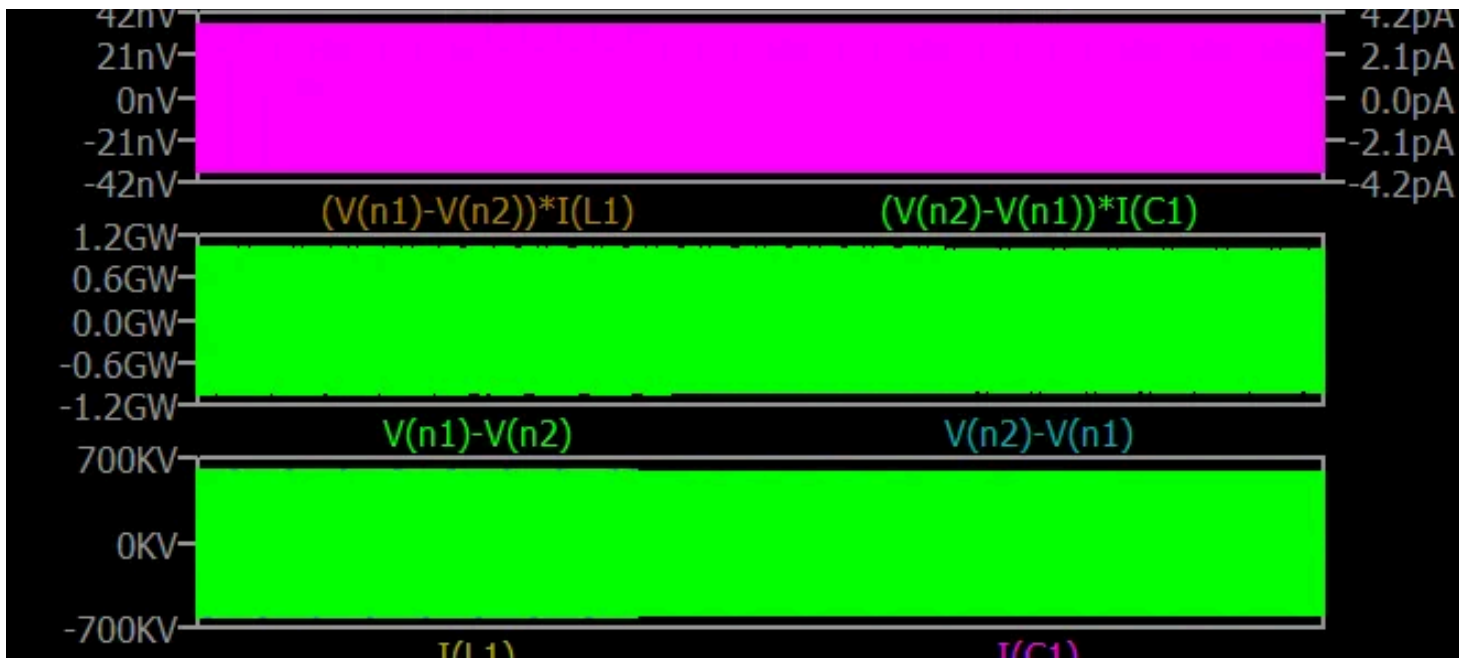 42nV 4.2pA
21nV 2.1pA
0nV 0.0pA
-21nV -2.1pA
-42nV -4.2pA
(V(n1)-V(n2))*I(L1) (V(n2)-V(n1))*I(C1)
1.2GW
0.6GW
0.0GW
-0.6GW
-1.2GW
V(n1)-V(n2) V(n2)-V(n1)
700KV
0KV
-700KV
I(L1) I(C1)